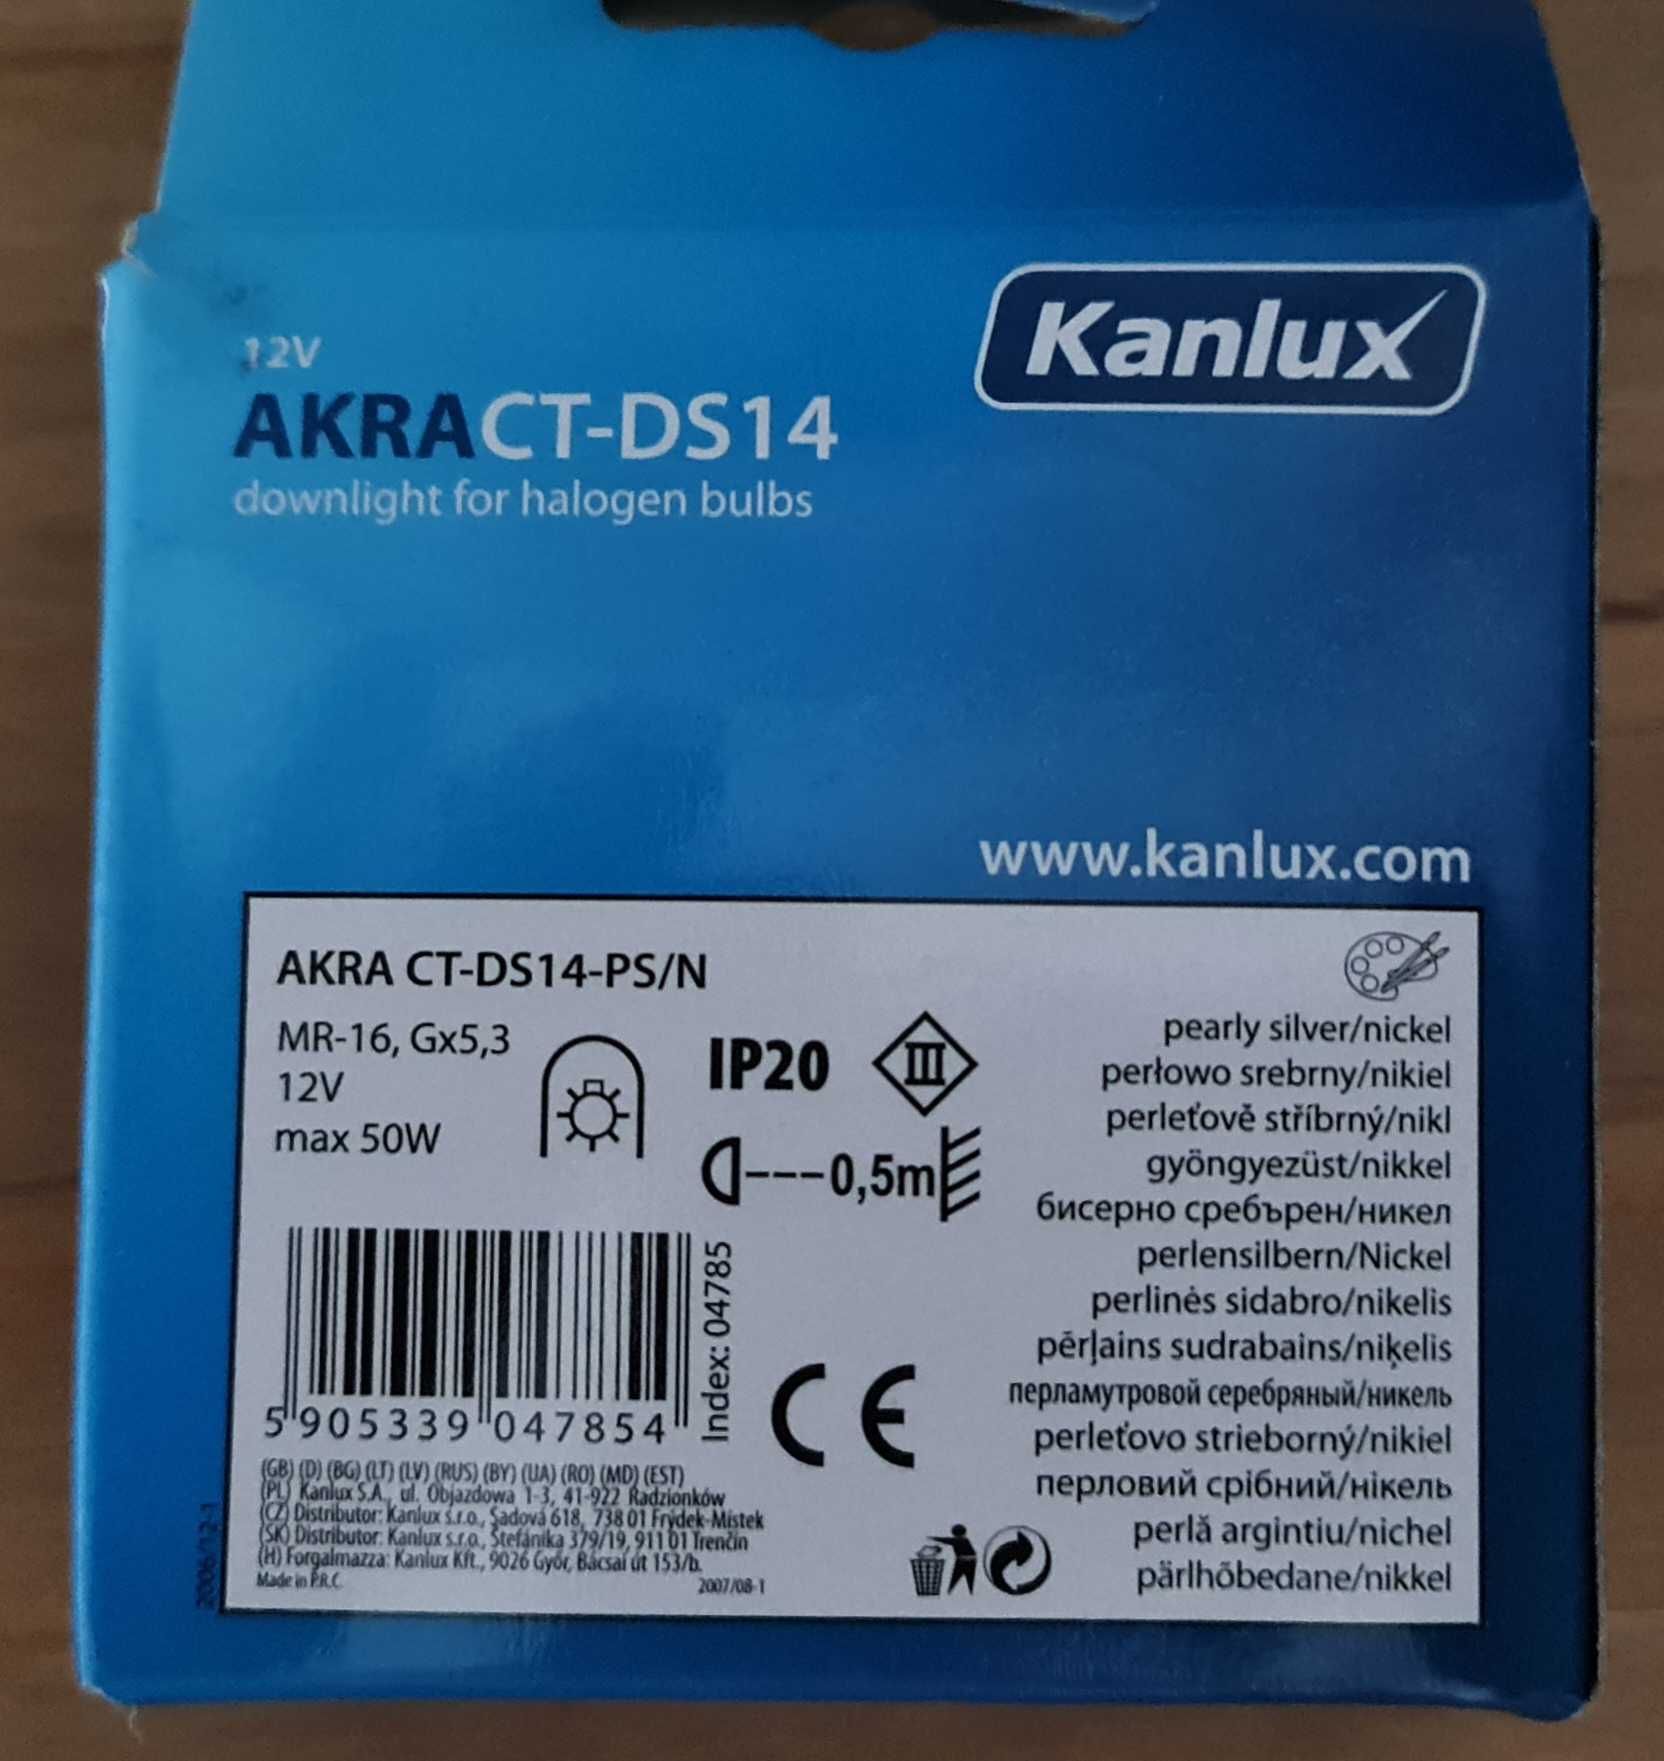 Kanlux
12V
AKRA CT-DS14
downlight for halogen bulbs
www.kanlux.com
AKRA CT-DS14-PS/N
MR-16, Gx5,3
12V
max 50W
IP20
III
0,5m
pearly silver/nickel
perłowo srebrny/nikiel
perleťově stříbrný/nikl
gyöngyezüst/nikkel
бисерно сребърен/никел
perlensilbern/Nickel
perlinės sidabro/nikelis
pērļains sudrabains/niķelis
перламутровой серебряный/никель
perleťovo strieborný/nikiel
перловий срібний/нікель
perlă argintiu/nichel
pärlhõbedane/nikkel
5 905339 047854
Index: 04785
CE
(GB) (D) (BG) (LT) (LV) (RUS) (BY) (UA) (RO) (MD) (EST)
(PL) Kanlux S.A., ul. Objazdowa 1-3, 41-922 Radzionków
(CZ) Distributor: Kanlux s.r.o., Sadová 618, 738 01 Frýdek-Místek
(SK) Distributor: Kanlux s.r.o., Štefánika 379/19, 911 01 Trenčín
(H) Forgalmazza: Kanlux Kft., 9026 Győr, Bácsai út 153/b.
Made in P.R.C.
2007/08-1
2006/12-1